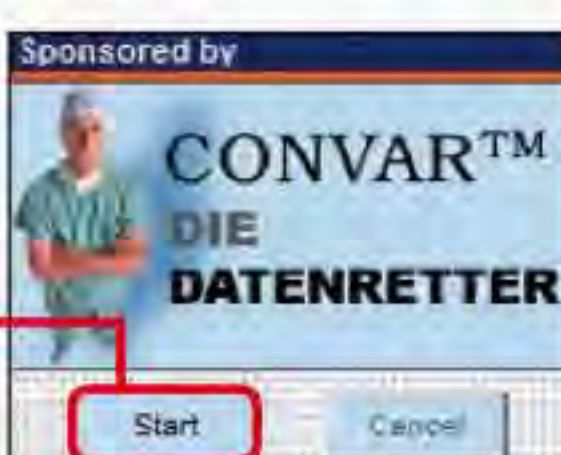 Sponsored by
CONVAR™
DIE
DATENRETTER
Start Cancel